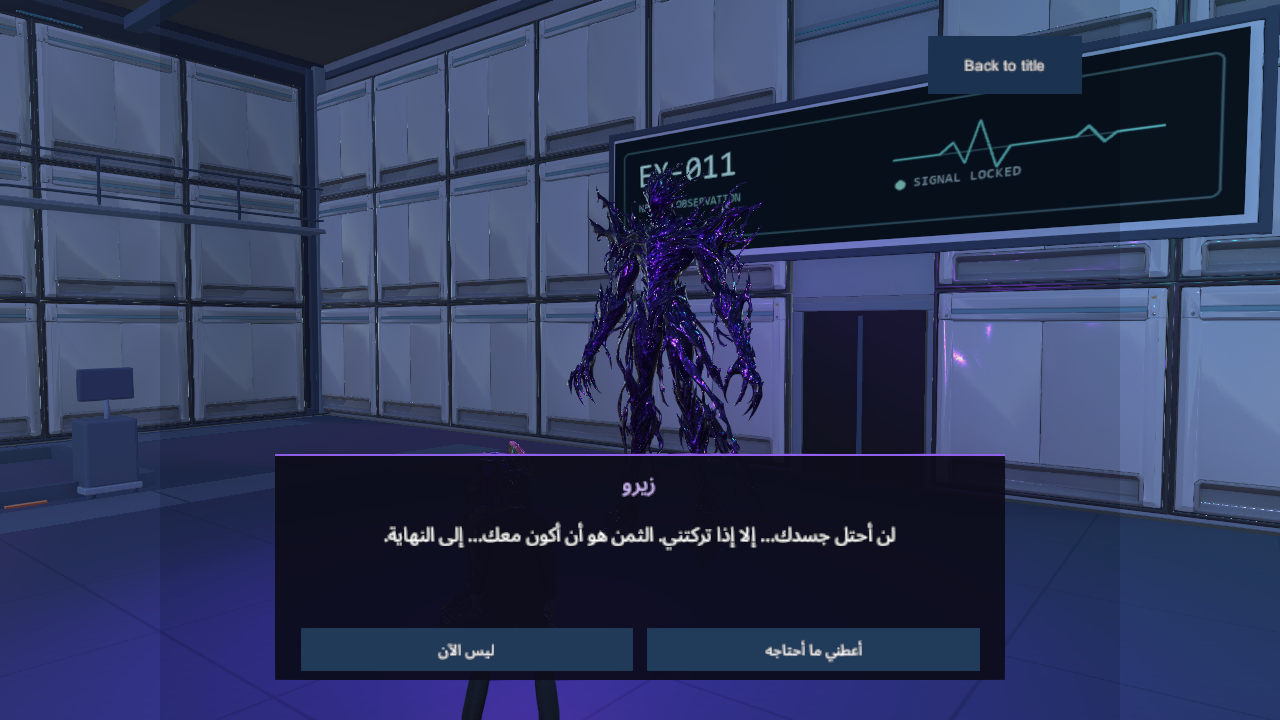 Back to title
EX-011
OBSERVATION
SIGNAL LOCKED
زيرو
لن أحتل جسدك... إلا إذا تركتني. الثمن هو أن أكون معك... إلى النهاية.
أعطني ما أحتاجه
ليس الآن